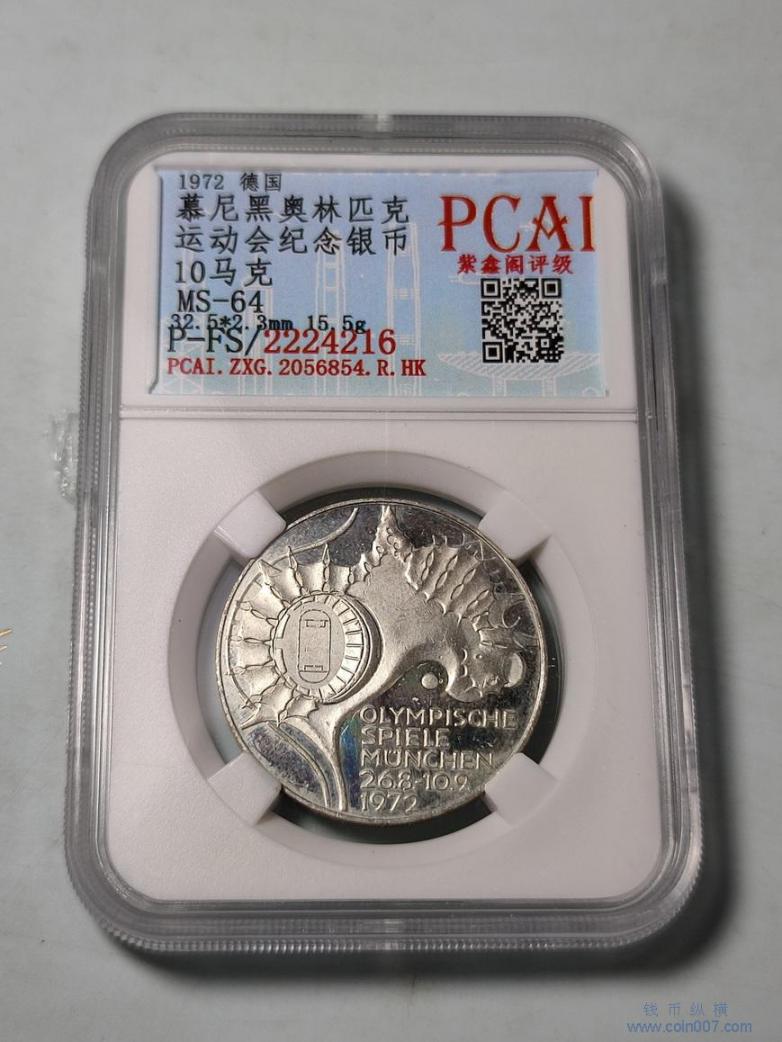 1972 德国
慕尼黑奥林匹克
运动会纪念银币
10马克
MS-64
32.5*2.3mm 15.5g
P-FS/2224216
PCAI.ZXG.2056854.R.HK
PCAI
紫鑫阁评级
OLYMPISCHE
SPIELE
MÜNCHEN
26.8-10.9
1972
钱币纵横
www.coin007.com